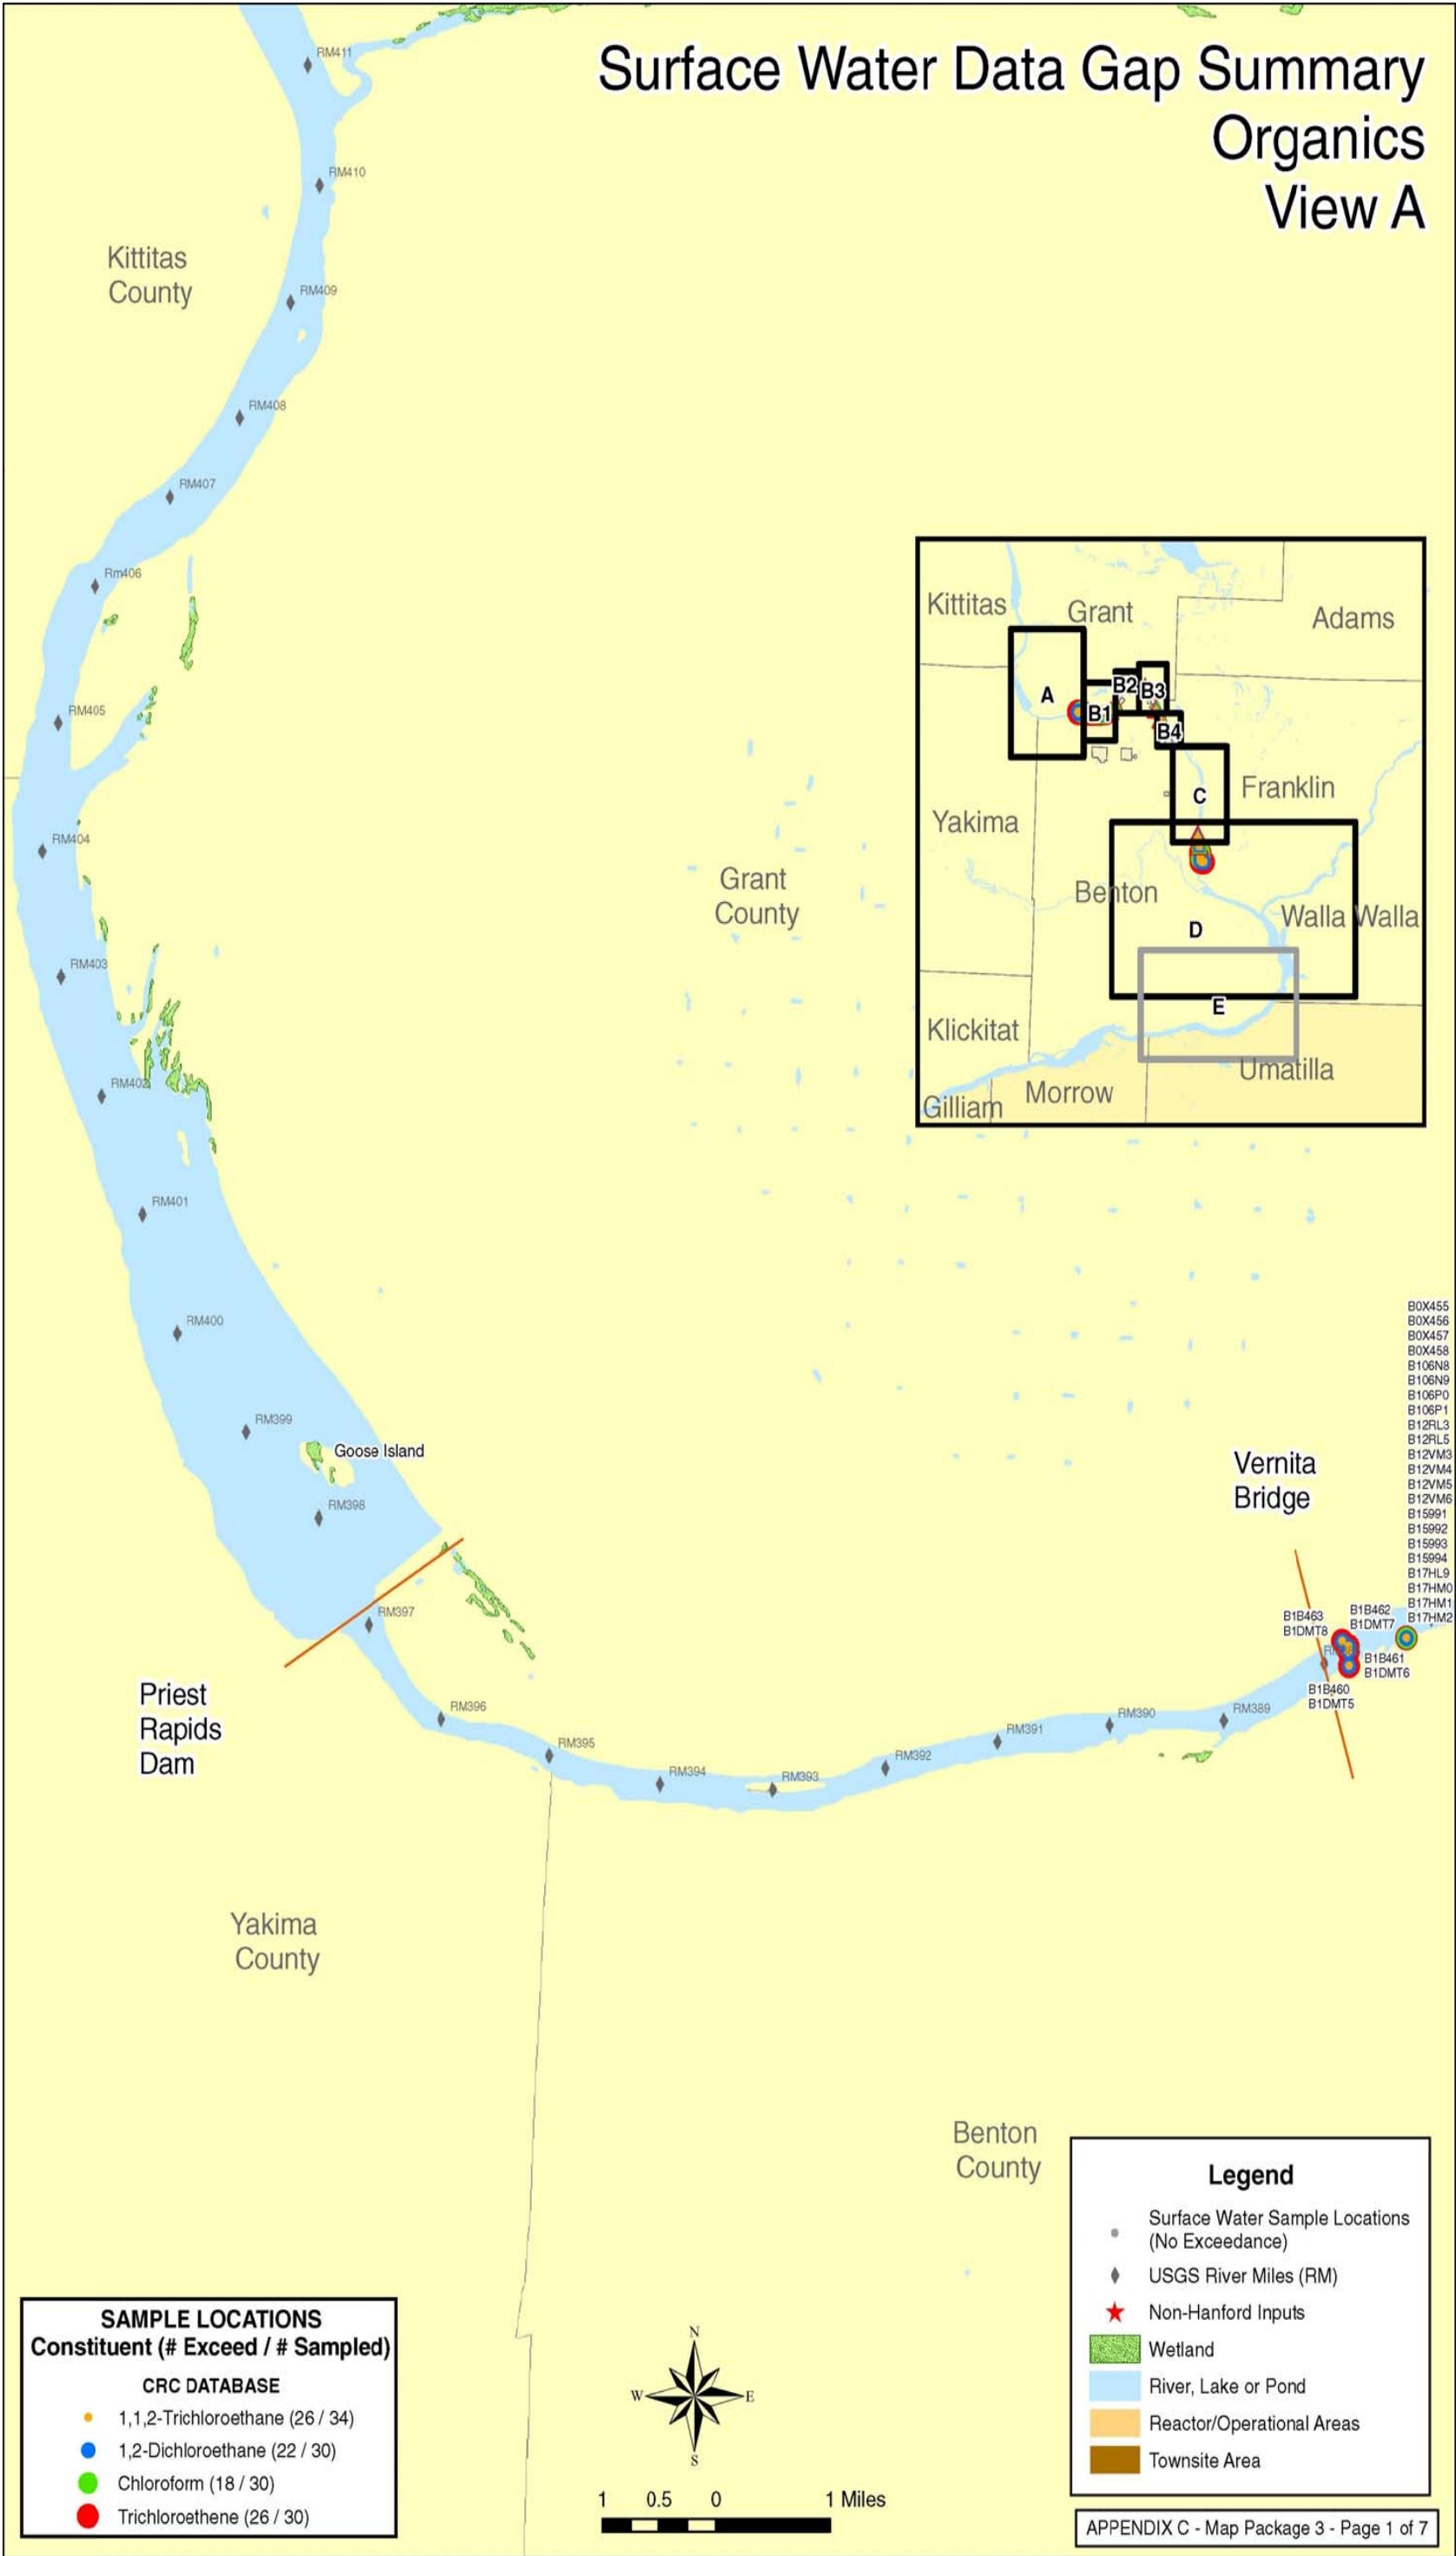 Surface Water Data Gap Summary
Organics
View A
RM411
RM410
Kittitas
County
RM409
RM408
RM407
Rm406
RM405
RM404
RM403
RM402
RM401
RM400
RM399
Goose Island
RM398
RM397
Priest
Rapids
Dam
RM396
RM395
RM394
RM393
RM392
RM391
RM390
RM389
Grant
County
Kittitas
Grant
Adams
A
B1
B2
B3
B4
C
Franklin
Yakima
Benton
Walla Walla
D
E
Klickitat
Umatilla
Morrow
Gilliam
Vernita
Bridge
B0X455
B0X456
B0X457
B0X458
B106N8
B106N9
B106P0
B106P1
B12RL3
B12RL5
B12VM3
B12VM4
B12VM5
B12VM6
B15991
B15992
B15993
B15994
B17HL9
B17HM0
B17HM1
B17HM2
B1B463
B1DMT8
B1B462
B1DMT7
B1B461
B1DMT6
B1B460
B1DMT5
Yakima
County
Benton
County
SAMPLE LOCATIONS
Constituent (# Exceed / # Sampled)
CRC DATABASE
1,1,2-Trichloroethane (26 / 34)
1,2-Dichloroethane (22 / 30)
Chloroform (18 / 30)
Trichloroethene (26 / 30)
N
W
E
S
1 0.5 0 1 Miles
Legend
Surface Water Sample Locations
(No Exceedance)
USGS River Miles (RM)
Non-Hanford Inputs
Wetland
River, Lake or Pond
Reactor/Operational Areas
Townsite Area
APPENDIX C - Map Package 3 - Page 1 of 7